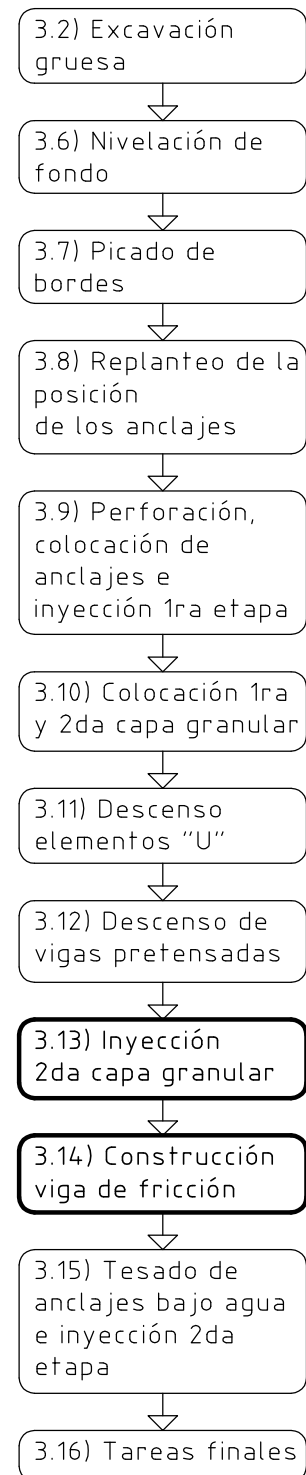 3.2) Excavación
gruesa
3.6) Nivelación de
fondo
3.7) Picado de
bordes
3.8) Replanteo de la
posición
de los anclajes
3.9) Perforación,
colocación de
anclajes e
inyección 1ra etapa
3.10) Colocación 1ra
y 2da capa granular
3.11) Descenso
elementos "U"
3.12) Descenso de
vigas pretensadas
3.13) Inyección
2da capa granular
3.14) Construcción
viga de fricción
3.15) Tesado de
anclajes bajo agua
e inyección 2da
etapa
3.16) Tareas finales